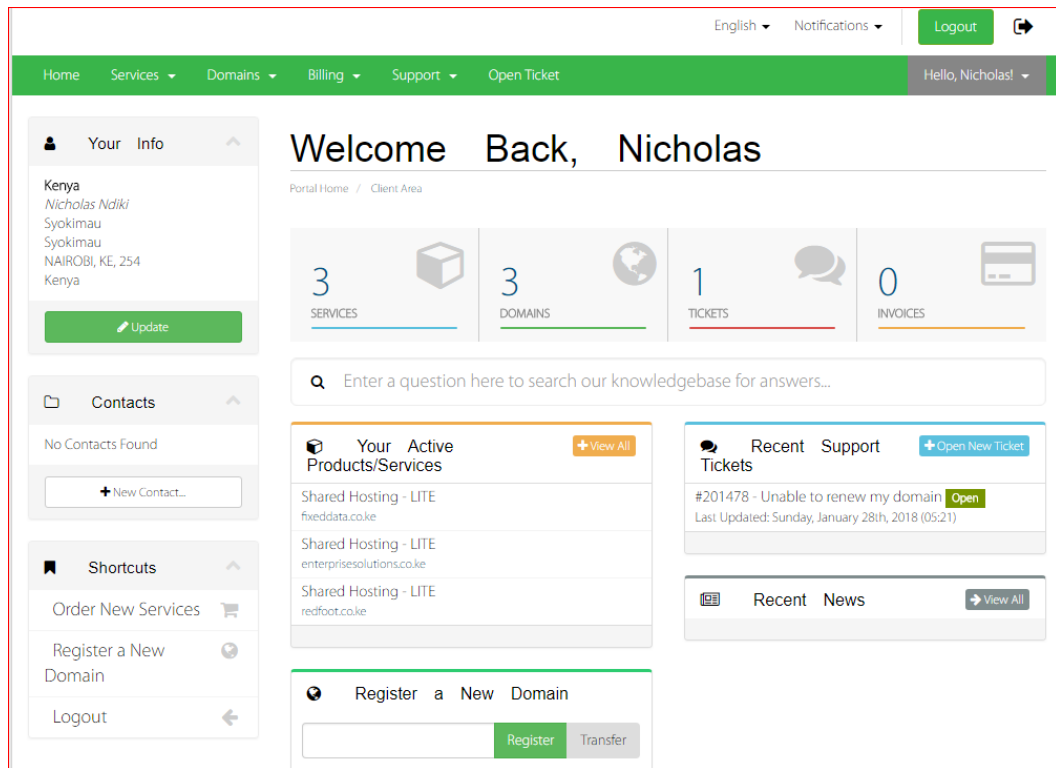 English Notifications Logout
Home Services Domains Billing Support Open Ticket Hello, Nicholas!
Your Info
Kenya
Nicholas Ndiki
Syokimau
Syokimau
NAIROBI, KE, 254
Kenya
Update
Contacts
No Contacts Found
New Contact...
Shortcuts
Order New Services
Register a New
Domain
Logout
Welcome Back, Nicholas
Portal Home / Client Area
3
SERVICES
3
DOMAINS
1
TICKETS
0
INVOICES
Enter a question here to search our knowledgebase for answers...
Your Active
Products/Services
View All
Shared Hosting - LITE
fixeddata.co.ke
Shared Hosting - LITE
enterprisesolutions.co.ke
Shared Hosting - LITE
redfoot.co.ke
Recent Support
Tickets
Open New Ticket
#201478 - Unable to renew my domain Open
Last Updated: Sunday, January 28th, 2018 (05:21)
Recent News
View All
Register a New Domain
Register Transfer